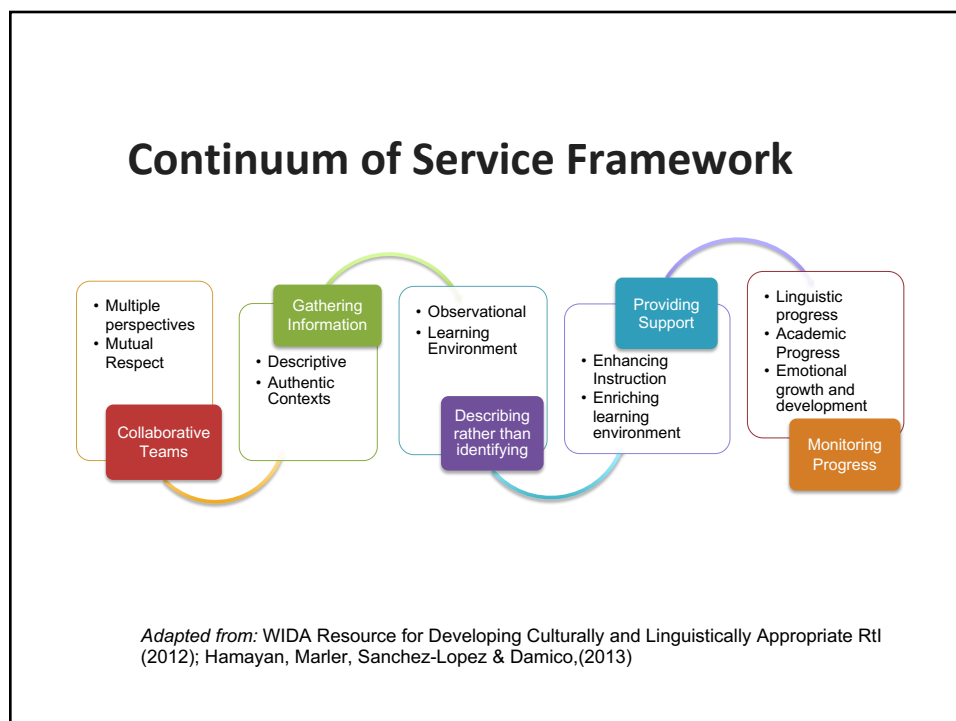 Continuum of Service Framework
• Multiple
perspectives
• Mutual
Respect
Collaborative
Teams
Gathering
Information
• Descriptive
• Authentic
Contexts
• Observational
• Learning
Environment
Describing
rather than
identifying
Providing
Support
• Enhancing
Instruction
• Enriching
learning
environment
• Linguistic
progress
• Academic
Progress
• Emotional
growth and
development
Monitoring
Progress
Adapted from: WIDA Resource for Developing Culturally and Linguistically Appropriate RtI
(2012); Hamayan, Marler, Sanchez-Lopez & Damico,(2013)